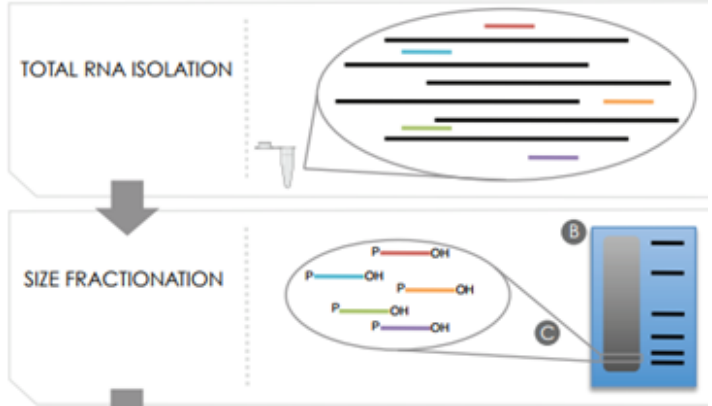 TOTAL RNA ISOLATION
B
SIZE FRACTIONATION
P OH
P OH
P OH
P OH
P OH
C